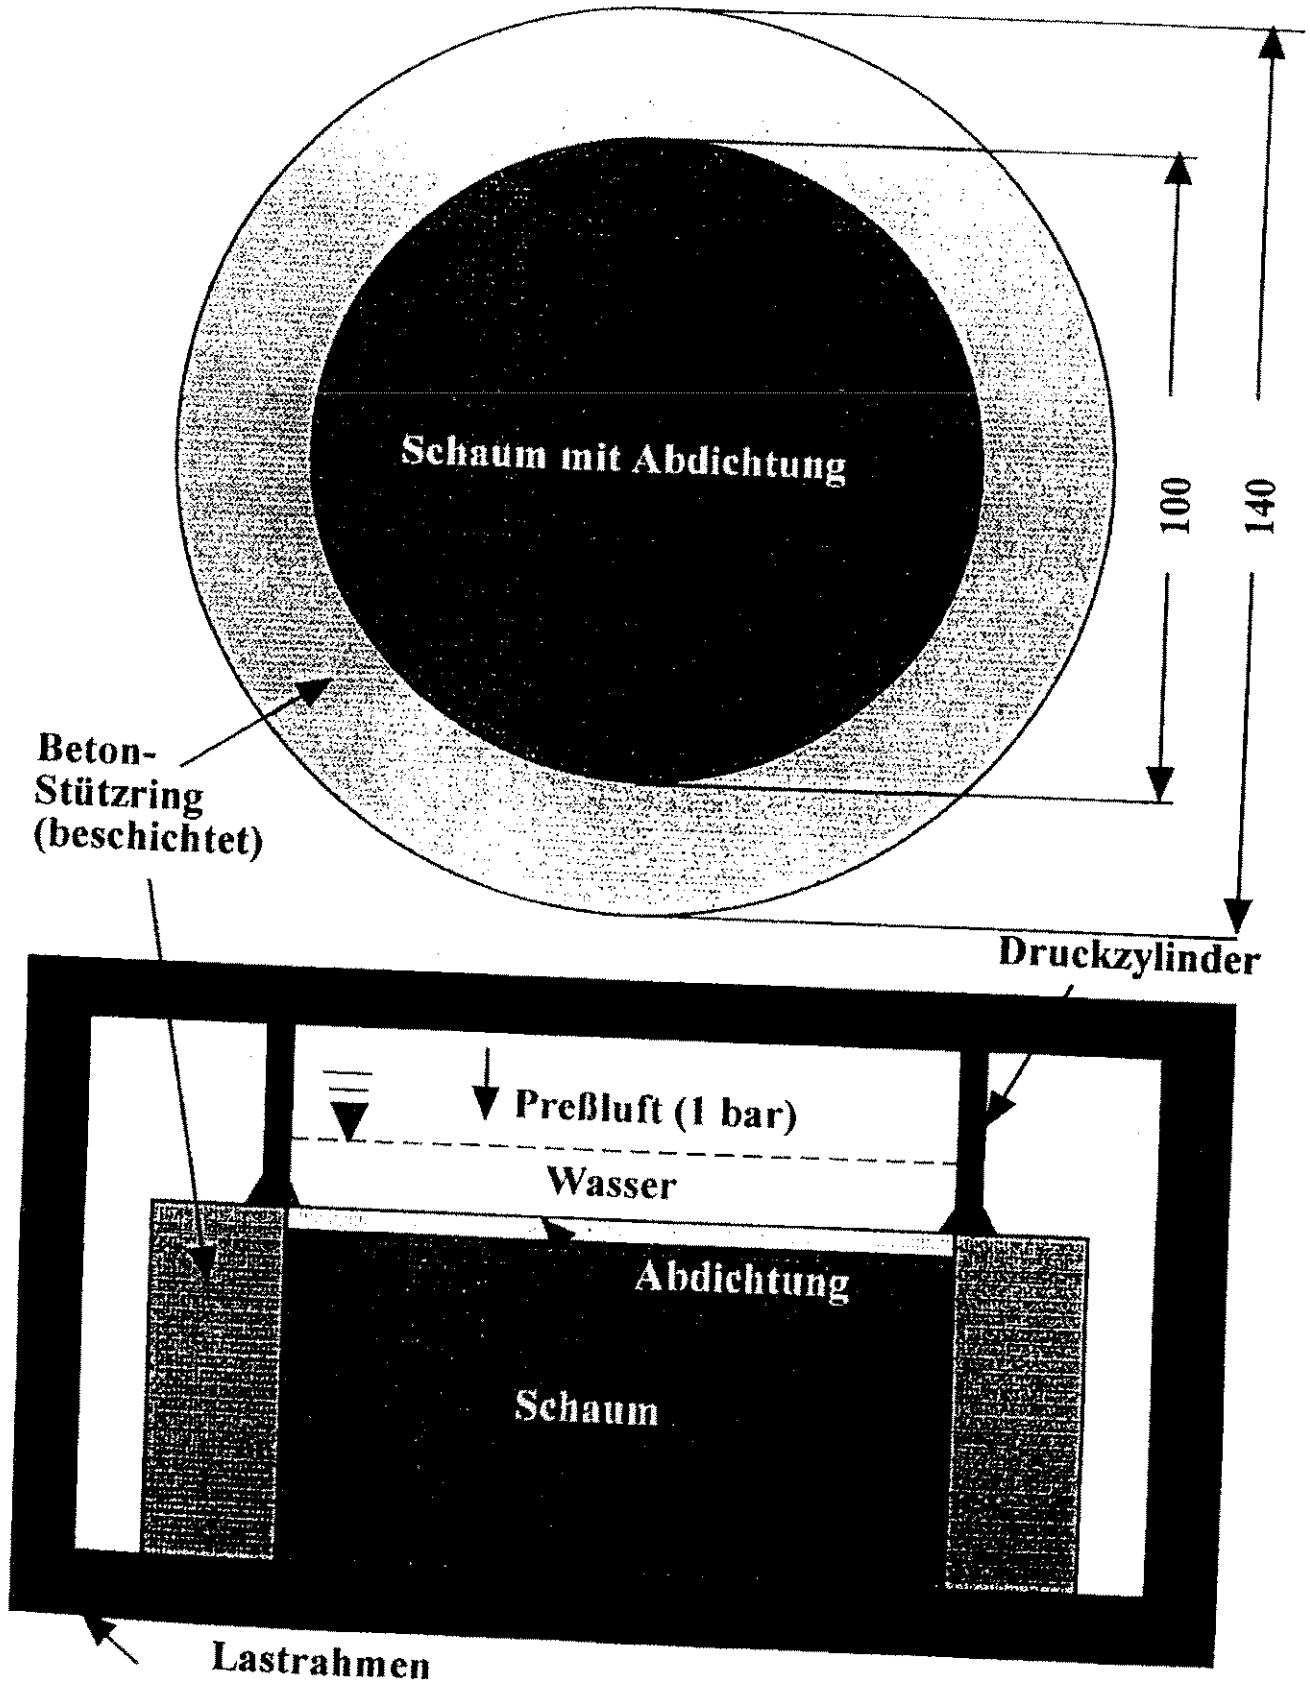 Schaum mit Abdichtung
100
140
Beton-
Stützring
(beschichtet)
Druckzylinder
Preßluft (1 bar)
Wasser
Abdichtung
Schaum
Lastrahmen